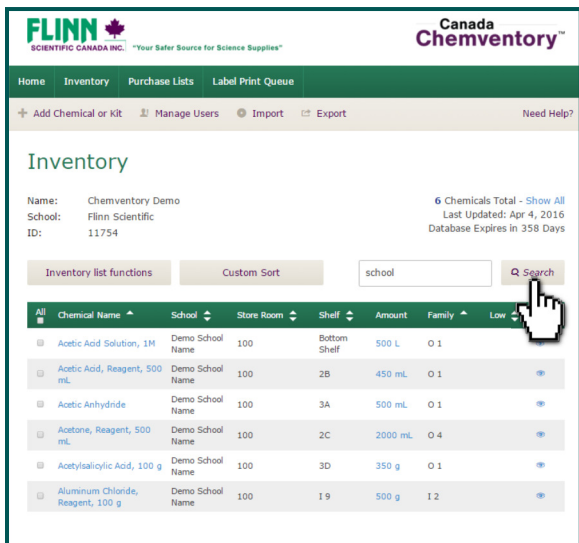 FLINN
SCIENTIFIC CANADA INC.
"Your Safer Source for Science Supplies"
Canada
Chemventory™
Home Inventory Purchase Lists Label Print Queue
Add Chemical or Kit Manage Users Import Export Need Help?
Inventory
Name: Chemventory Demo
School: Flinn Scientific
ID: 11754
6 Chemicals Total - Show All
Last Updated: Apr 4, 2016
Database Expires in 358 Days
Inventory list functions Custom Sort school Search
All Chemical Name School Store Room Shelf Amount Family Low
Acetic Acid Solution, 1M Demo School Name 100 Bottom Shelf 500 L O 1
Acetic Acid, Reagent, 500 mL Demo School Name 100 2B 450 mL O 1
Acetic Anhydride Demo School Name 100 3A 500 mL O 1
Acetone, Reagent, 500 mL Demo School Name 100 2C 2000 mL O 4
Acetylsalicylic Acid, 100 g Demo School Name 100 3D 350 g O 1
Aluminum Chloride, Reagent, 100 g Demo School Name 100 I 9 500 g I 2